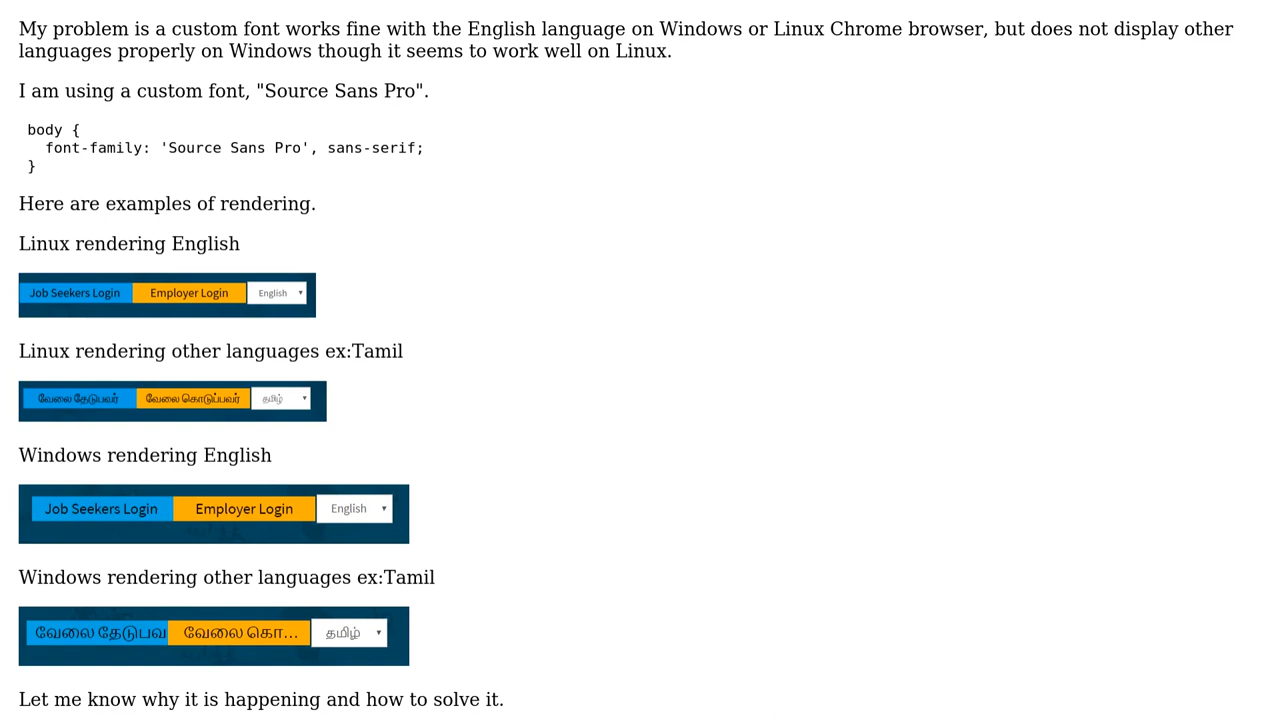 My problem is a custom font works fine with the English language on Windows or Linux Chrome browser, but does not display other
languages properly on Windows though it seems to work well on Linux.
I am using a custom font, "Source Sans Pro".
body {
  font-family: 'Source Sans Pro', sans-serif;
}
Here are examples of rendering.
Linux rendering English
Job Seekers Login Employer Login English
Linux rendering other languages ex:Tamil
வேலை தேடுபவர் வேலை கொடுப்பவர் தமிழ்
Windows rendering English
Job Seekers Login Employer Login English
Windows rendering other languages ex:Tamil
வேலை தேடுபவ வேலை கொ... தமிழ்
Let me know why it is happening and how to solve it.